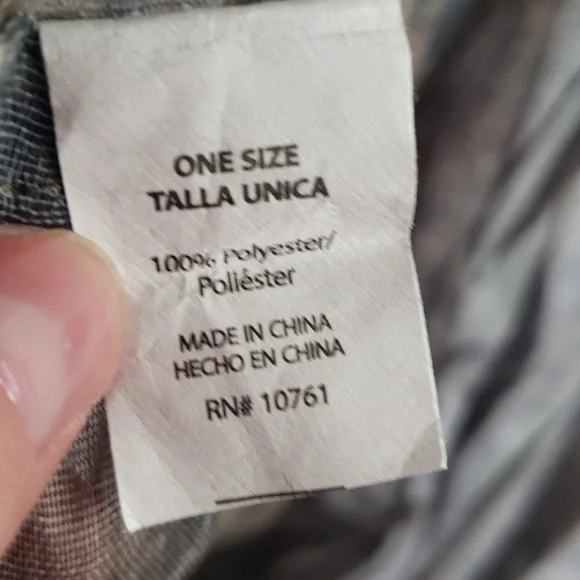 ONE SIZE
TALLA UNICA
100% Polyester/
Poliéster
MADE IN CHINA
HECHO EN CHINA
RN# 10761